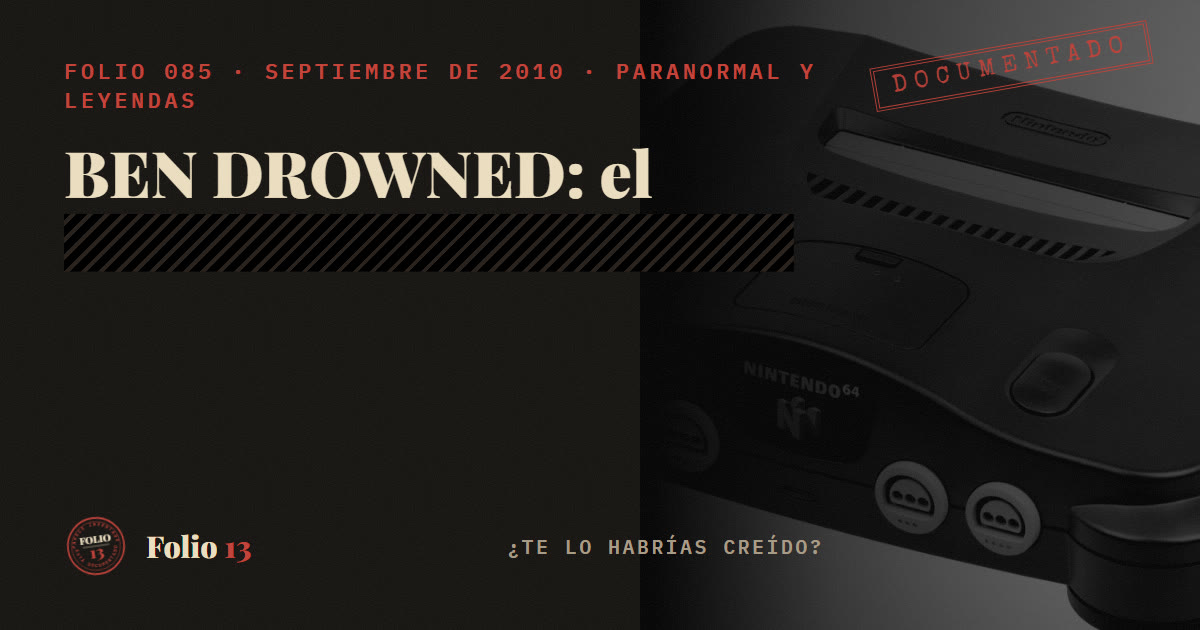 FOLIO 085 · SEPTIEMBRE DE 2010 · PARANORMAL Y
LEYENDAS
DOCUMENTADO
BEN DROWNED: el
Nintendo
NINTENDO64
FOLIO
13
Folio 13
¿TE LO HABRÍAS CREÍDO?